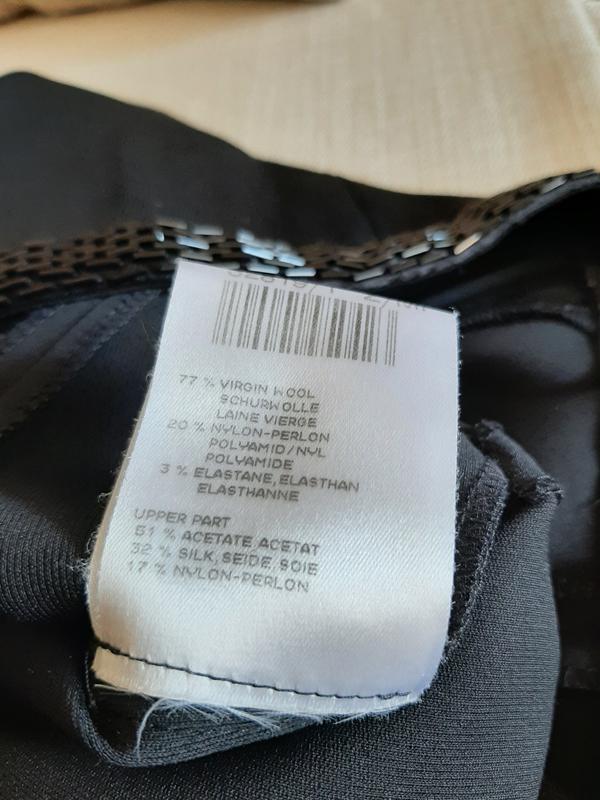 77 % VIRGIN WOOL
SCHURWOLLE
LAINE VIERGE
20 % NYLON-PERLON
POLYAMID/NYL
POLYAMIDE
3 % ELASTANE,ELASTHAN
ELASTHANNE
UPPER PART
51 % ACETATE,ACETAT
32 % SILK,SEIDE,SOIE
17 % NYLON-PERLON